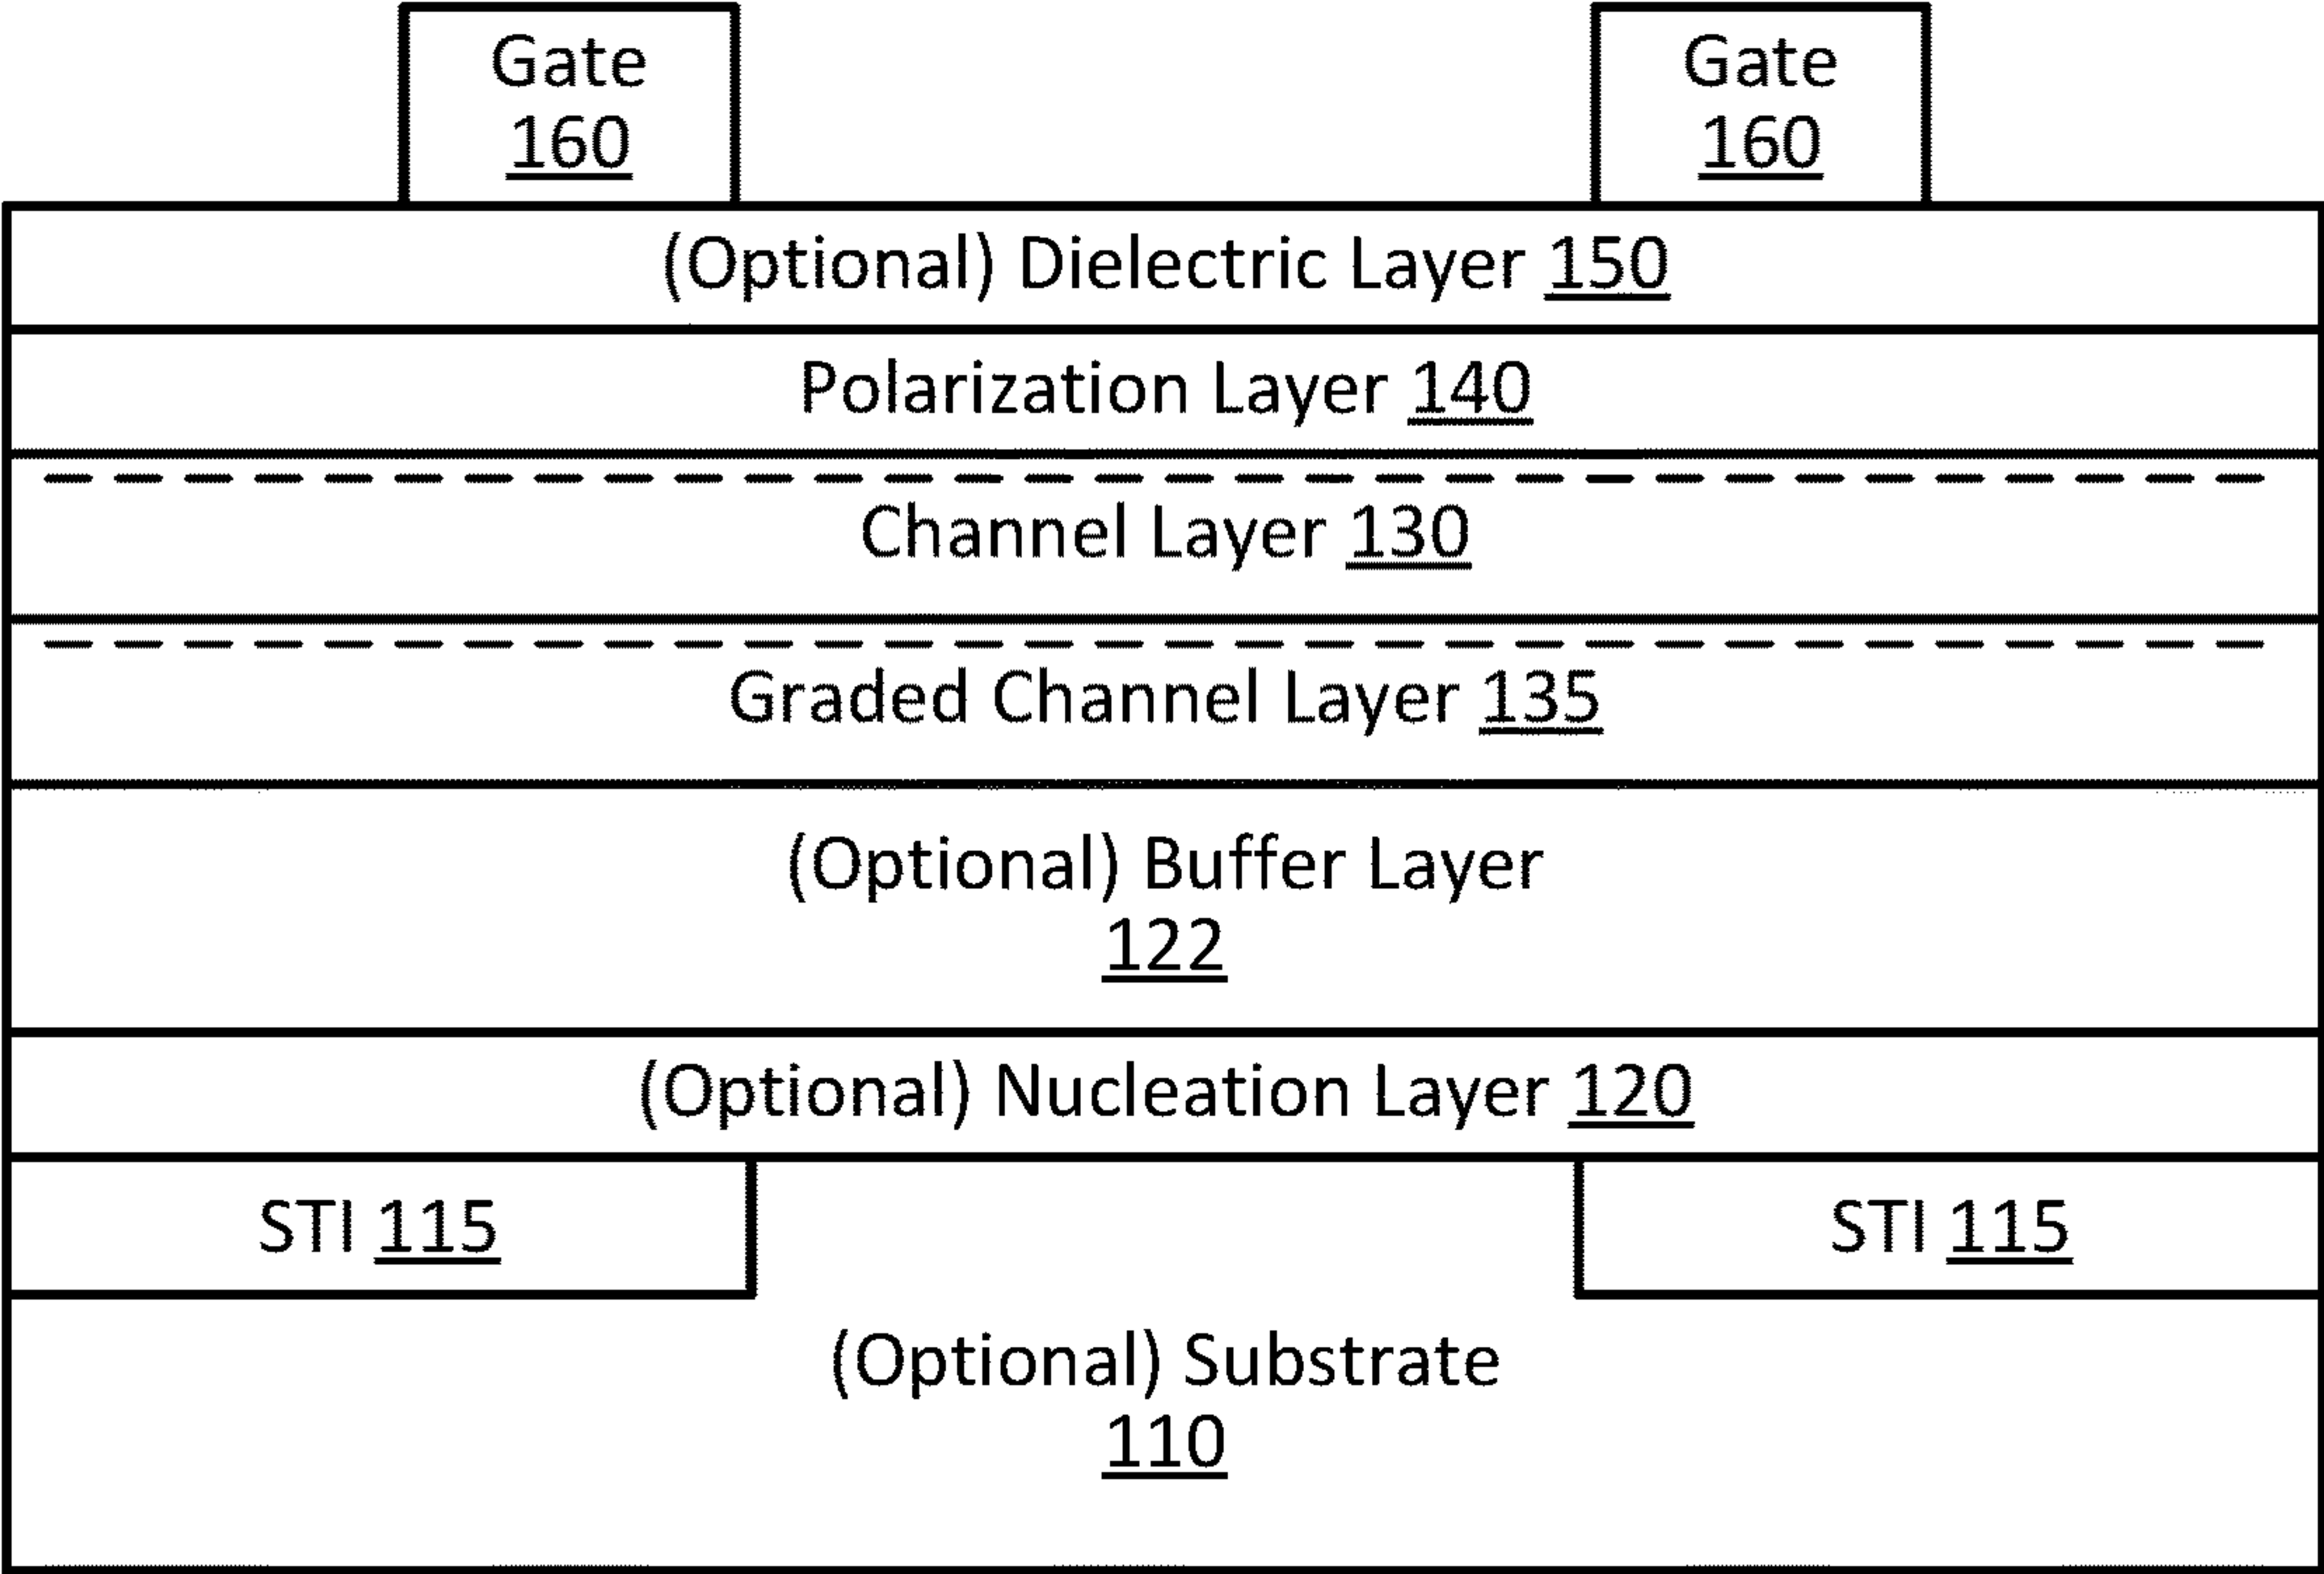 Gate
160
Gate
160
(Optional) Dielectric Layer 150
Polarization Layer 140
Channel Layer 130
Graded Channel Layer 135
(Optional) Buffer Layer
122
(Optional) Nucleation Layer 120
STI 115
STI 115
(Optional) Substrate
110